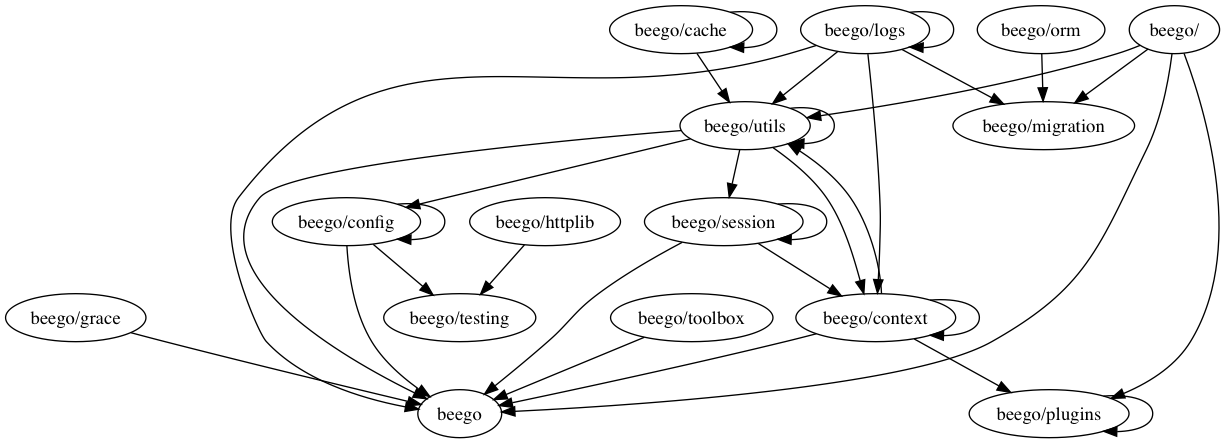 beego/cache
beego/logs
beego/orm
beego/
beego/utils
beego/migration
beego/config
beego/httplib
beego/session
beego/grace
beego/testing
beego/toolbox
beego/context
beego
beego/plugins